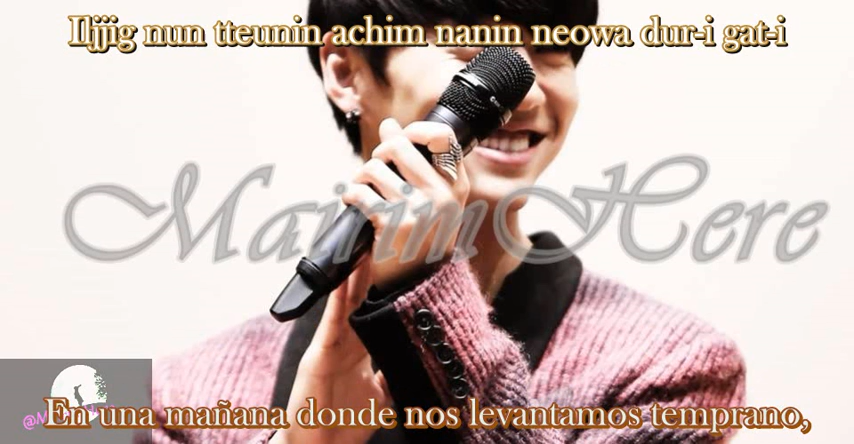 Iljjig nun tteunin achim nanin neowa dur-i gat-i
MairimHere
En una mañana donde nos levantamos temprano,